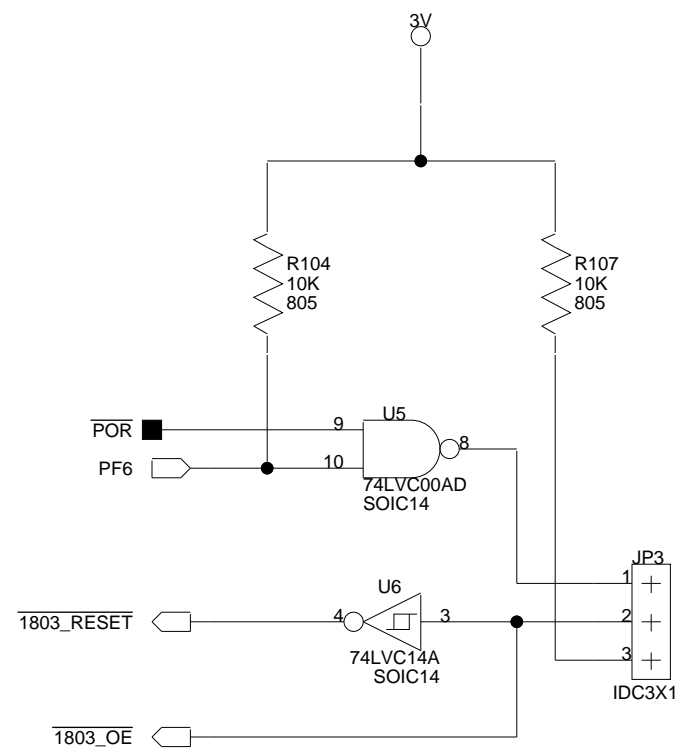 3V
R104
10K
805
R107
10K
805
POR
9
U5
8
PF6
10
74LVC00AD
SOIC14
JP3
1
U6
1803_RESET
4
3
2
74LVC14A
SOIC14
3
IDC3X1
1803_OE